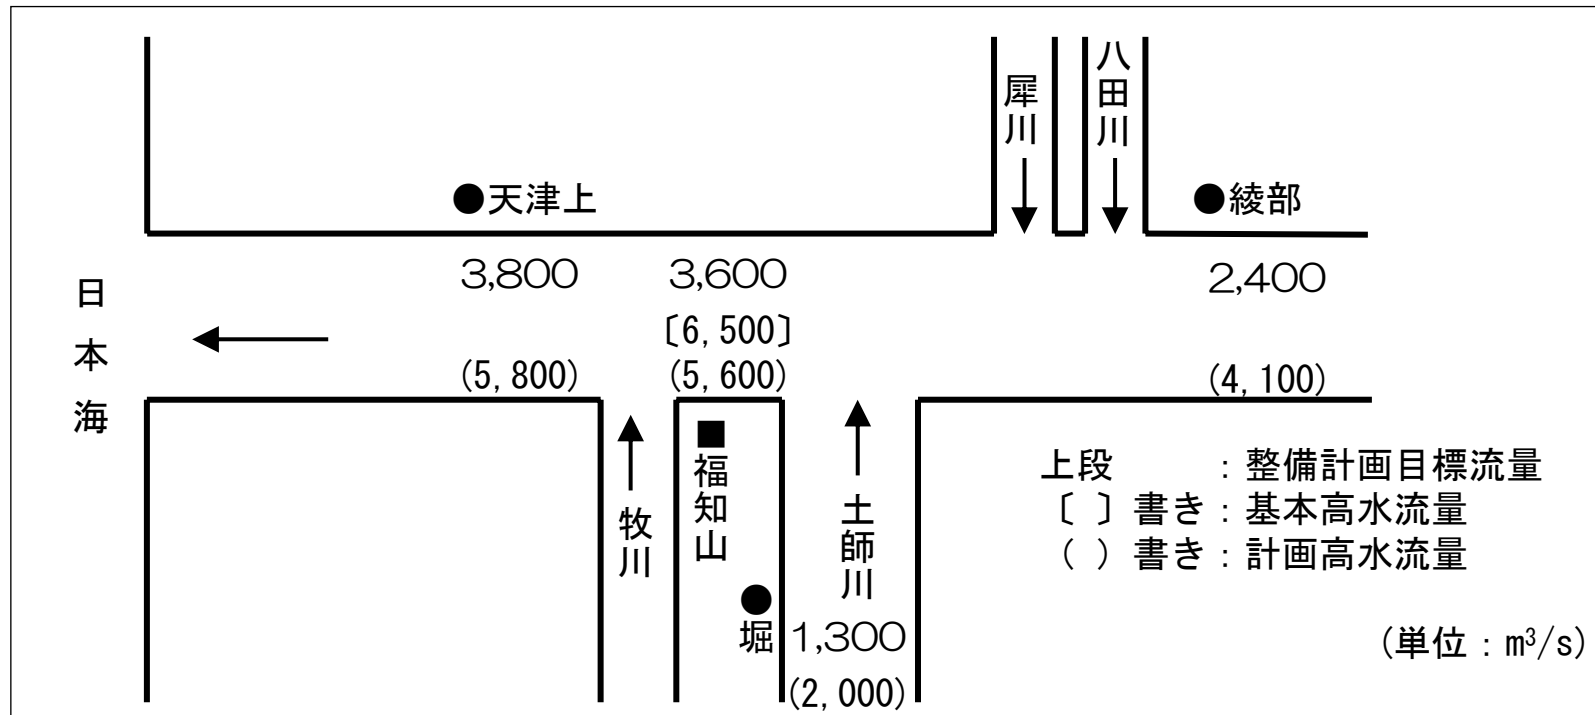 犀川
八田川
●天津上
●綾部
3,800
3,600
2,400
日本海
〔6,500〕
(5,800)
(5,600)
(4,100)
■福知山
牧川
土師川
●堀
1,300
(2,000)
上段 : 整備計画目標流量
〔 〕書き : 基本高水流量
( )書き : 計画高水流量
(単位 : m³/s)